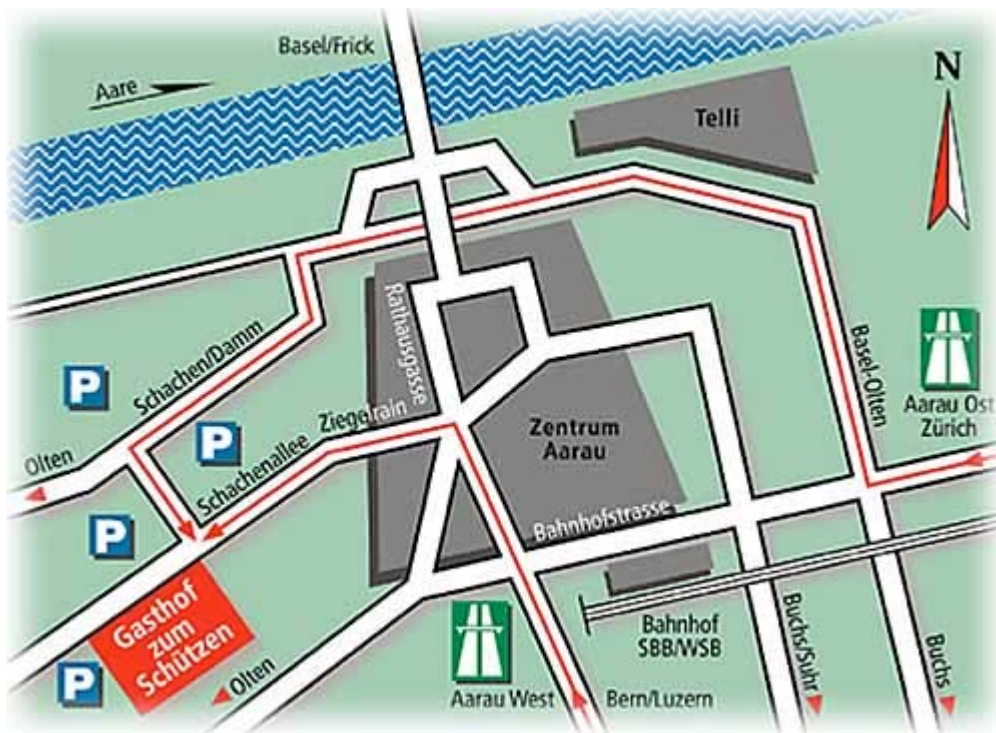 Basel/Frick
Aare
N
Telli
Rathausgasse
Schachen/Damm
Basel-Olten
P
Ziegelrain
Aarau Ost
Zürich
Zentrum
Aarau
P
Schachenallee
Olten
P
Bahnhofstrasse
Gasthof
zum
Schützen
Bahnhof
SBB/WSB
Buchs/Suhr
Buchs
P
Olten
Aarau West
Bern/Luzern